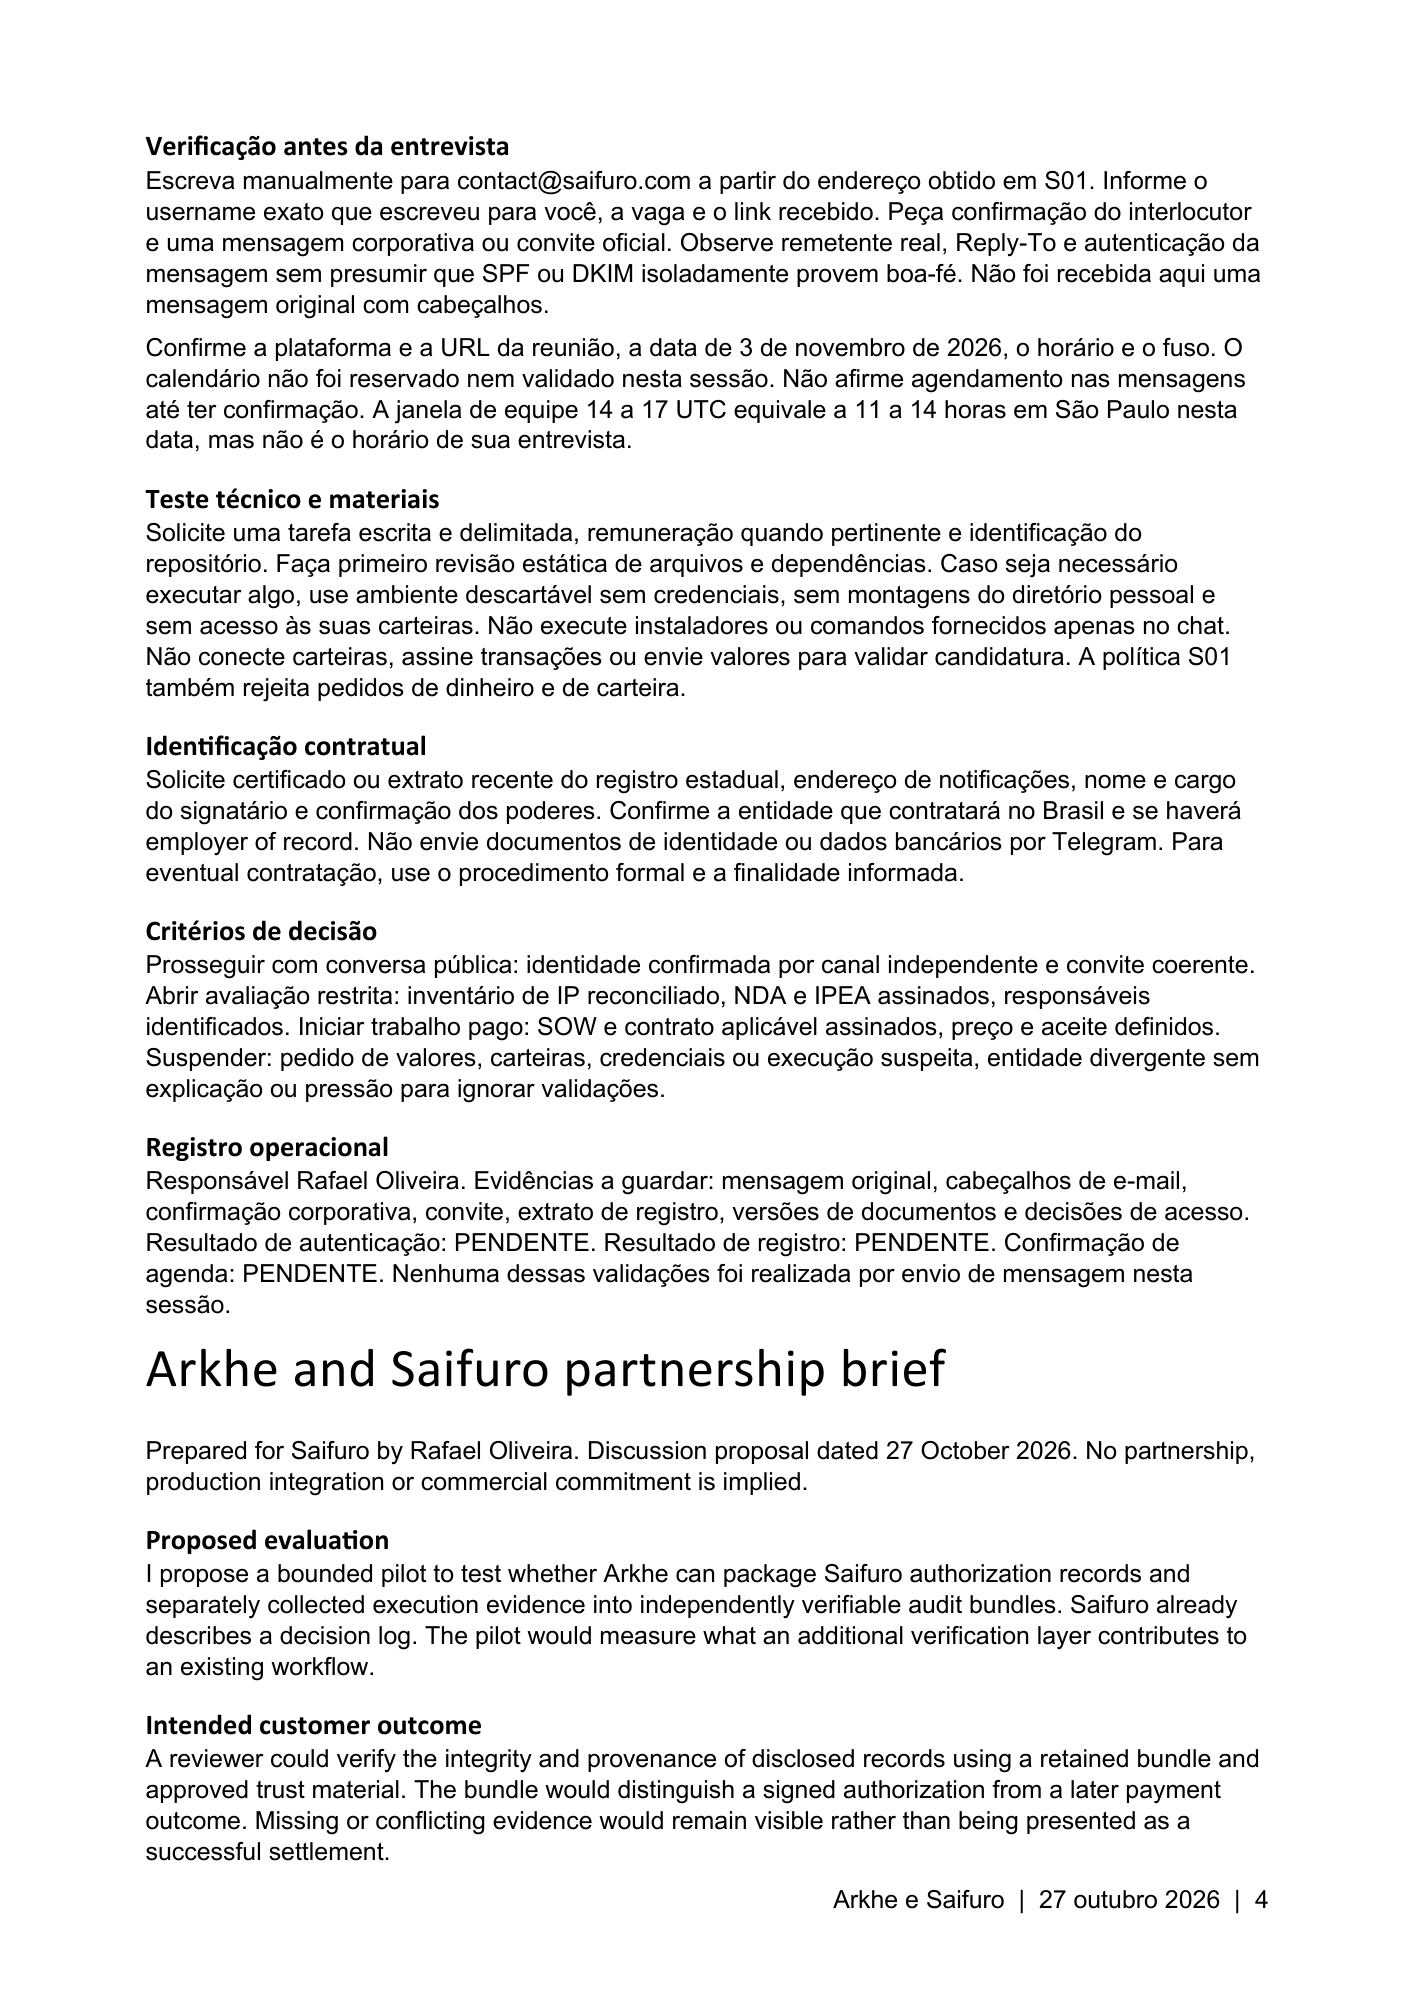 Verificação antes da entrevista
Escreva manualmente para contact@saifuro.com a partir do endereço obtido em S01. Informe o
username exato que escreveu para você, a vaga e o link recebido. Peça confirmação do interlocutor
e uma mensagem corporativa ou convite oficial. Observe remetente real, Reply-To e autenticação da
mensagem sem presumir que SPF ou DKIM isoladamente provem boa-fé. Não foi recebida aqui uma
mensagem original com cabeçalhos.
Confirme a plataforma e a URL da reunião, a data de 3 de novembro de 2026, o horário e o fuso. O
calendário não foi reservado nem validado nesta sessão. Não afirme agendamento nas mensagens
até ter confirmação. A janela de equipe 14 a 17 UTC equivale a 11 a 14 horas em São Paulo nesta
data, mas não é o horário de sua entrevista.
Teste técnico e materiais
Solicite uma tarefa escrita e delimitada, remuneração quando pertinente e identificação do
repositório. Faça primeiro revisão estática de arquivos e dependências. Caso seja necessário
executar algo, use ambiente descartável sem credenciais, sem montagens do diretório pessoal e
sem acesso às suas carteiras. Não execute instaladores ou comandos fornecidos apenas no chat.
Não conecte carteiras, assine transações ou envie valores para validar candidatura. A política S01
também rejeita pedidos de dinheiro e de carteira.
Identificação contratual
Solicite certificado ou extrato recente do registro estadual, endereço de notificações, nome e cargo
do signatário e confirmação dos poderes. Confirme a entidade que contratará no Brasil e se haverá
employer of record. Não envie documentos de identidade ou dados bancários por Telegram. Para
eventual contratação, use o procedimento formal e a finalidade informada.
Critérios de decisão
Prosseguir com conversa pública: identidade confirmada por canal independente e convite coerente.
Abrir avaliação restrita: inventário de IP reconciliado, NDA e IPEA assinados, responsáveis
identificados. Iniciar trabalho pago: SOW e contrato aplicável assinados, preço e aceite definidos.
Suspender: pedido de valores, carteiras, credenciais ou execução suspeita, entidade divergente sem
explicação ou pressão para ignorar validações.
Registro operacional
Responsável Rafael Oliveira. Evidências a guardar: mensagem original, cabeçalhos de e-mail,
confirmação corporativa, convite, extrato de registro, versões de documentos e decisões de acesso.
Resultado de autenticação: PENDENTE. Resultado de registro: PENDENTE. Confirmação de
agenda: PENDENTE. Nenhuma dessas validações foi realizada por envio de mensagem nesta
sessão.
Arkhe and Saifuro partnership brief
Prepared for Saifuro by Rafael Oliveira. Discussion proposal dated 27 October 2026. No partnership,
production integration or commercial commitment is implied.
Proposed evaluation
I propose a bounded pilot to test whether Arkhe can package Saifuro authorization records and
separately collected execution evidence into independently verifiable audit bundles. Saifuro already
describes a decision log. The pilot would measure what an additional verification layer contributes to
an existing workflow.
Intended customer outcome
A reviewer could verify the integrity and provenance of disclosed records using a retained bundle and
approved trust material. The bundle would distinguish a signed authorization from a later payment
outcome. Missing or conflicting evidence would remain visible rather than being presented as a
successful settlement.
Arkhe e Saifuro | 27 outubro 2026 | 4